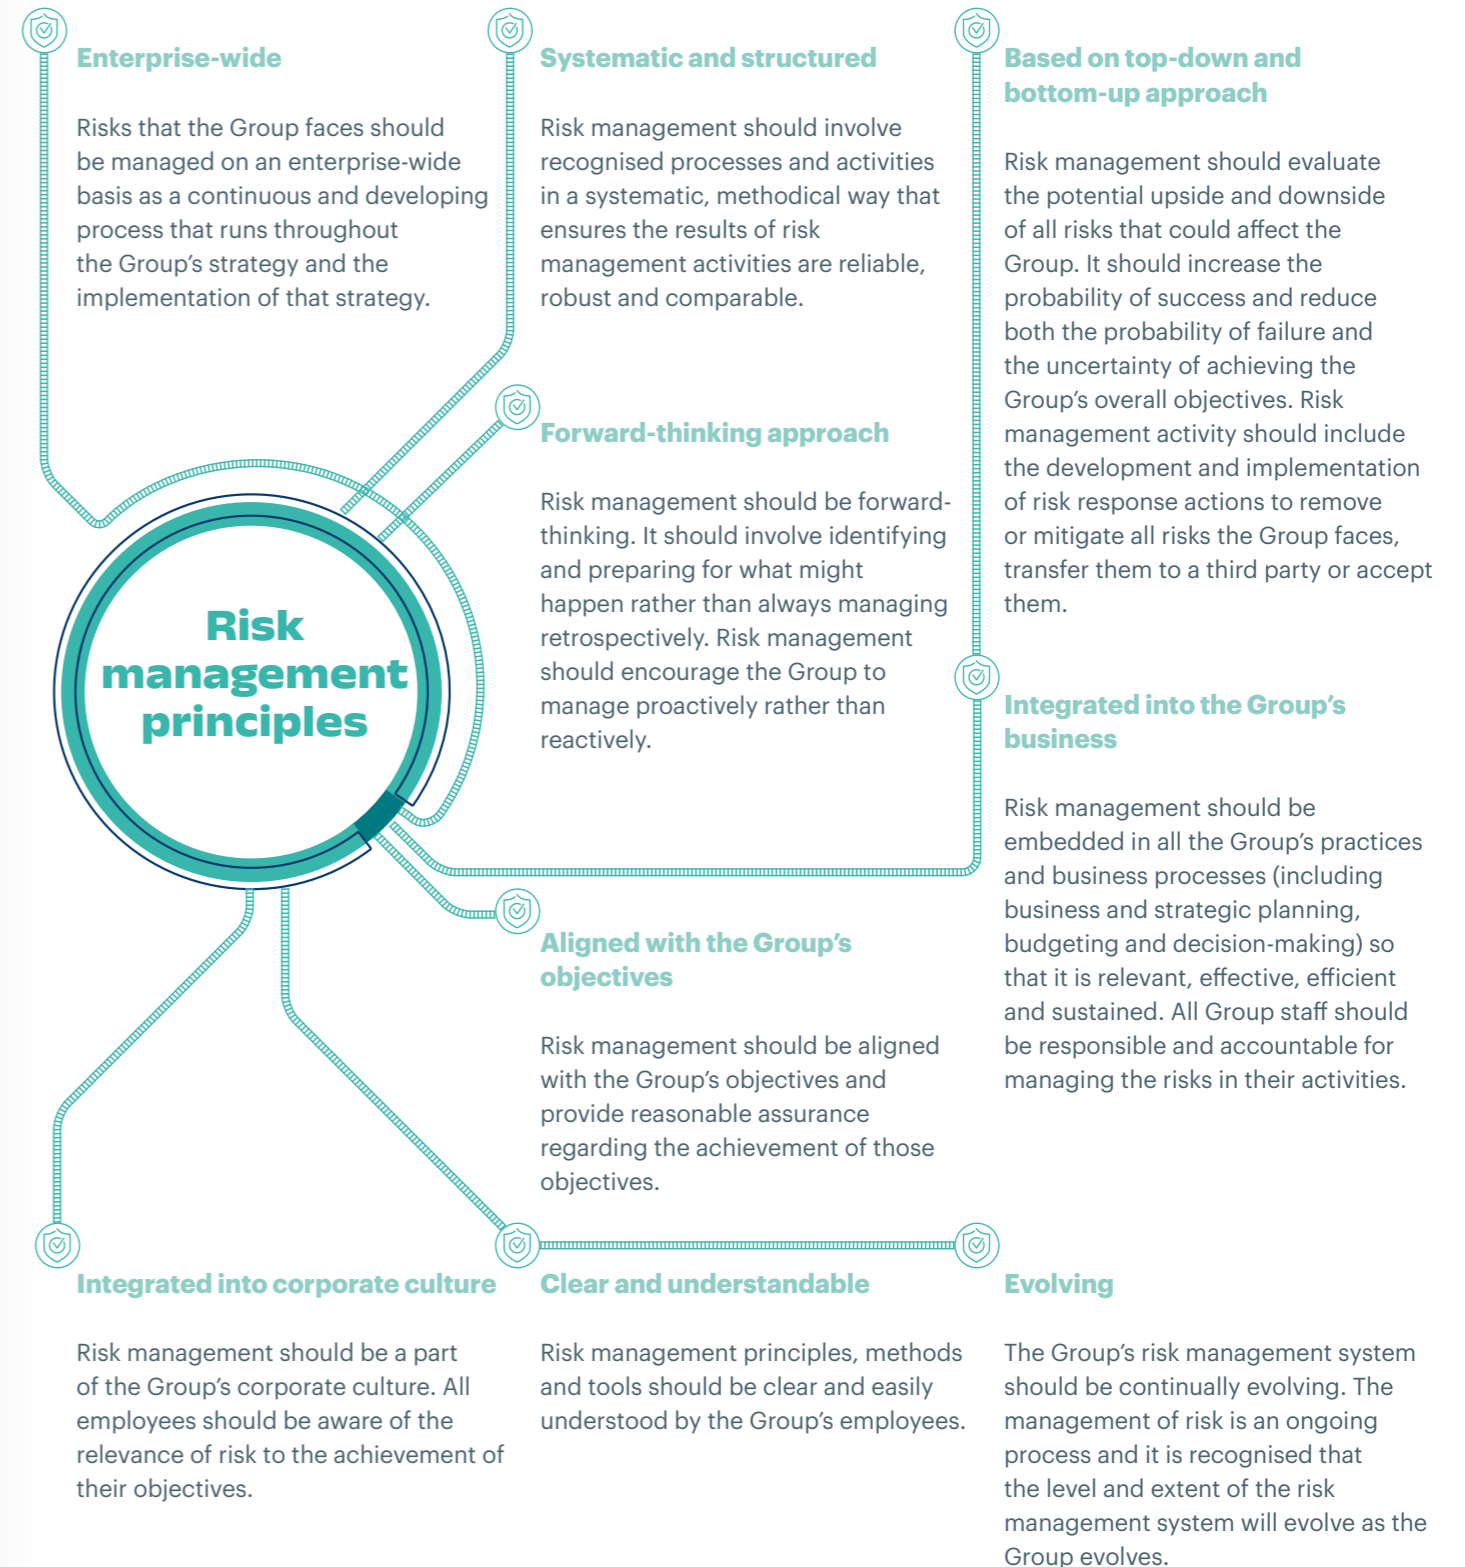 Enterprise-wide
Risks that the Group faces should
be managed on an enterprise-wide
basis as a continuous and developing
process that runs throughout
the Group’s strategy and the
implementation of that strategy.
Systematic and structured
Risk management should involve
recognised processes and activities
in a systematic, methodical way that
ensures the results of risk
management activities are reliable,
robust and comparable.
Based on top-down and
bottom-up approach
Risk management should evaluate
the potential upside and downside
of all risks that could affect the
Group. It should increase the
probability of success and reduce
both the probability of failure and
the uncertainty of achieving the
Group’s overall objectives. Risk
management activity should include
the development and implementation
of risk response actions to remove
or mitigate all risks the Group faces,
transfer them to a third party or accept
them.
Forward-thinking approach
Risk management should be forward-
thinking. It should involve identifying
and preparing for what might
happen rather than always managing
retrospectively. Risk management
should encourage the Group to
manage proactively rather than
reactively.
Risk
management
principles
Integrated into the Group’s
business
Risk management should be
embedded in all the Group’s practices
and business processes (including
business and strategic planning,
budgeting and decision-making) so
that it is relevant, effective, efficient
and sustained. All Group staff should
be responsible and accountable for
managing the risks in their activities.
Aligned with the Group’s
objectives
Risk management should be aligned
with the Group’s objectives and
provide reasonable assurance
regarding the achievement of those
objectives.
Integrated into corporate culture
Risk management should be a part
of the Group’s corporate culture. All
employees should be aware of the
relevance of risk to the achievement of
their objectives.
Clear and understandable
Risk management principles, methods
and tools should be clear and easily
understood by the Group’s employees.
Evolving
The Group’s risk management system
should be continually evolving. The
management of risk is an ongoing
process and it is recognised that
the level and extent of the risk
management system will evolve as the
Group evolves.